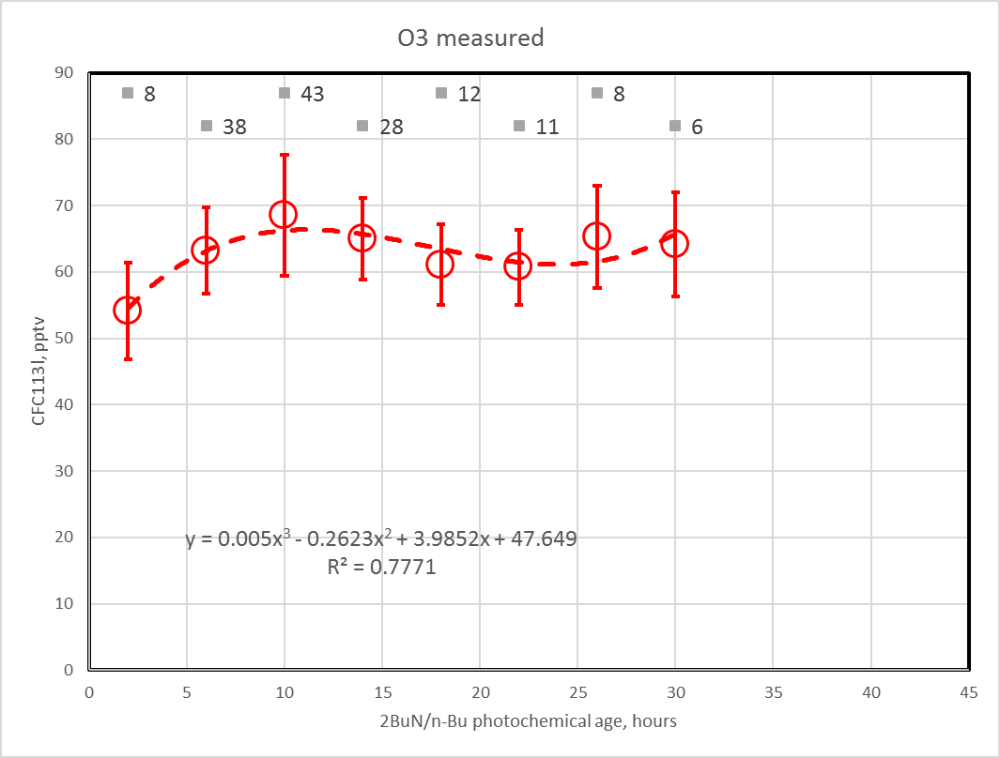 O3 measured
90
8 43 12 8
38 28 11 6
80
70
60
50
CFC113l, pptv
40
30
20
y = 0.005x³ - 0.2623x² + 3.9852x + 47.649
R² = 0.7771
10
0
0 5 10 15 20 25 30 35 40 45
2BuN/n-Bu photochemical age, hours